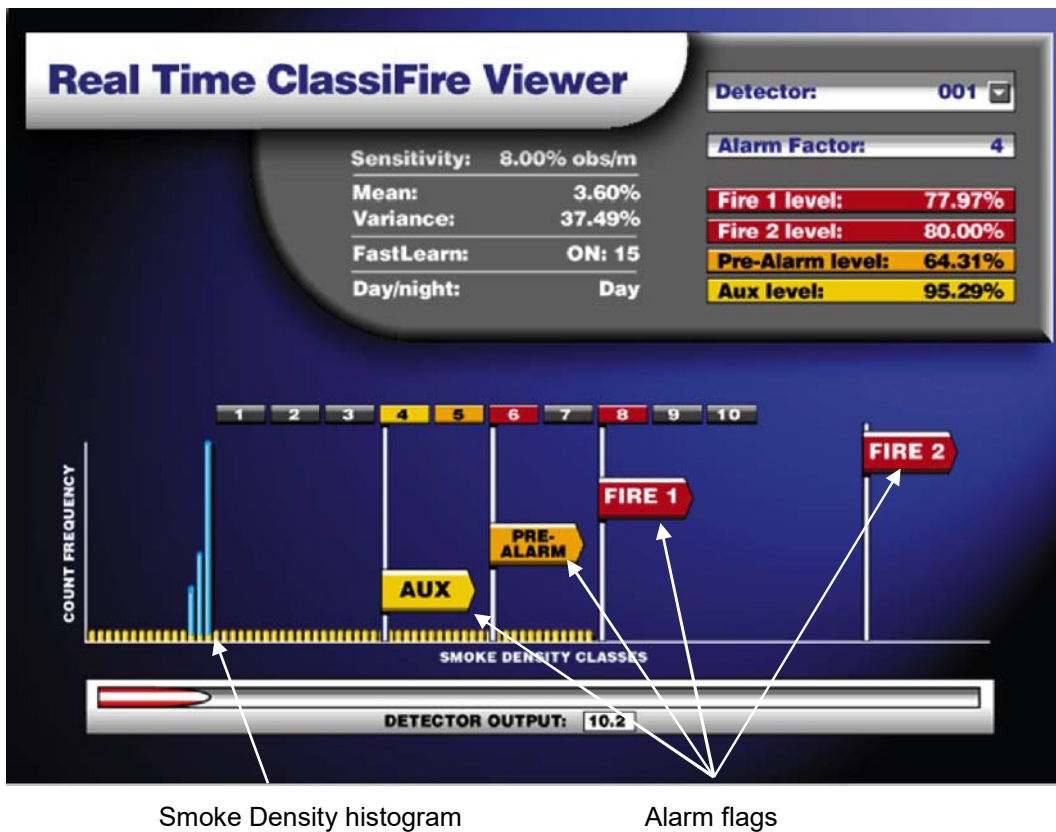 Real Time ClassiFire Viewer
Detector: 001
Alarm Factor: 4
Sensitivity: 8.00% obs/m
Mean: 3.60%
Variance: 37.49%
FastLearn: ON: 15
Day/night: Day
Fire 1 level: 77.97%
Fire 2 level: 80.00%
Pre-Alarm level: 64.31%
Aux level: 95.29%
1 2 3 4 5 6 7 8 9 10
FIRE 2
FIRE 1
PRE-
ALARM
AUX
COUNT FREQUENCY
SMOKE DENSITY CLASSES
DETECTOR OUTPUT: 10.2
Smoke Density histogram
Alarm flags